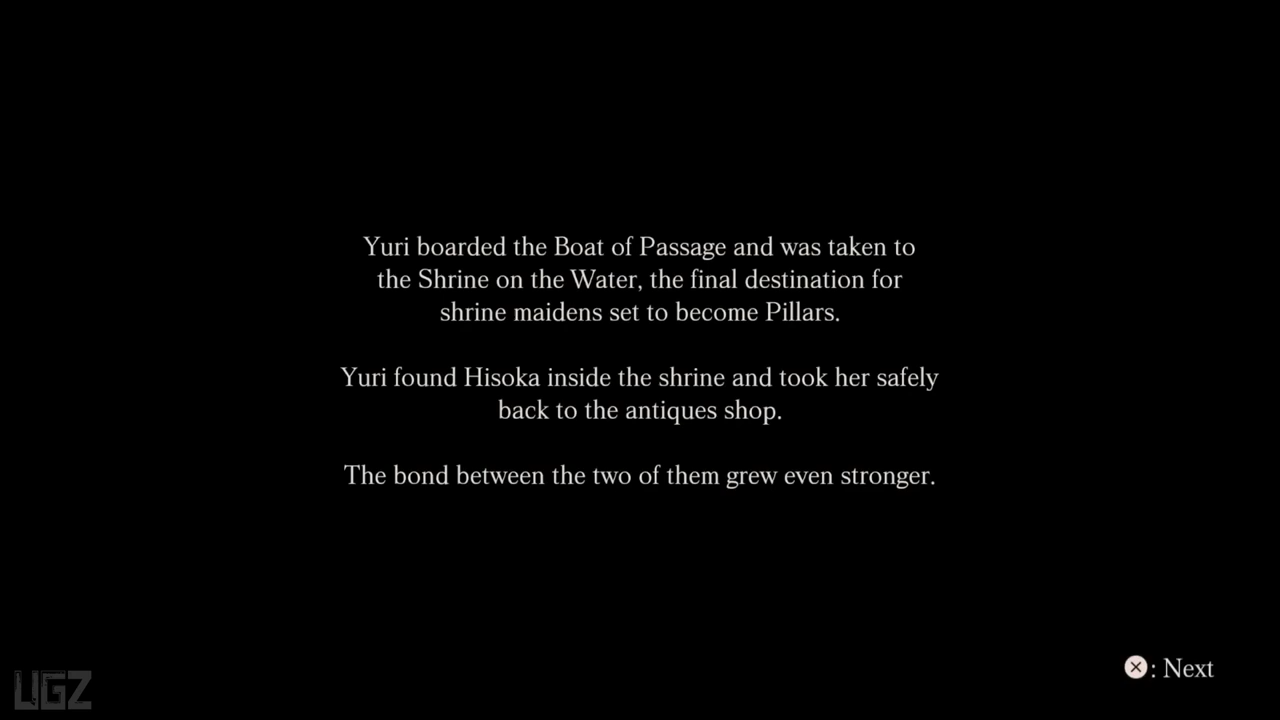 Yuri boarded the Boat of Passage and was taken to
the Shrine on the Water, the final destination for
shrine maidens set to become Pillars.
Yuri found Hisoka inside the shrine and took her safely
back to the antiques shop.
The bond between the two of them grew even stronger.
: Next
UGZ